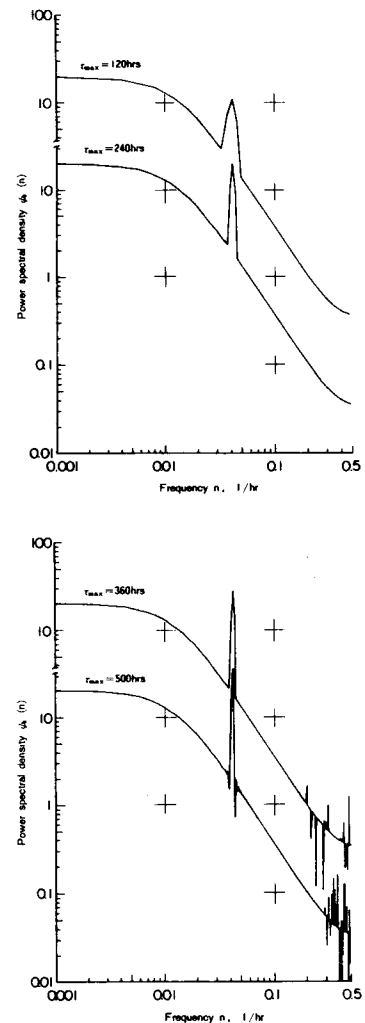 100
τmax=120hrs
10
τmax=240hrs
10
1
0.1
0.01
Power spectral density (n)
0.001 0.01 0.1 0.5
Frequency n, 1/hr
100
τmax=360hrs
10
τmax=500hrs
10
1
0.1
0.01
Power spectral density (n)
0.001 0.01 0.1 0.5
Frequency n, 1/hr